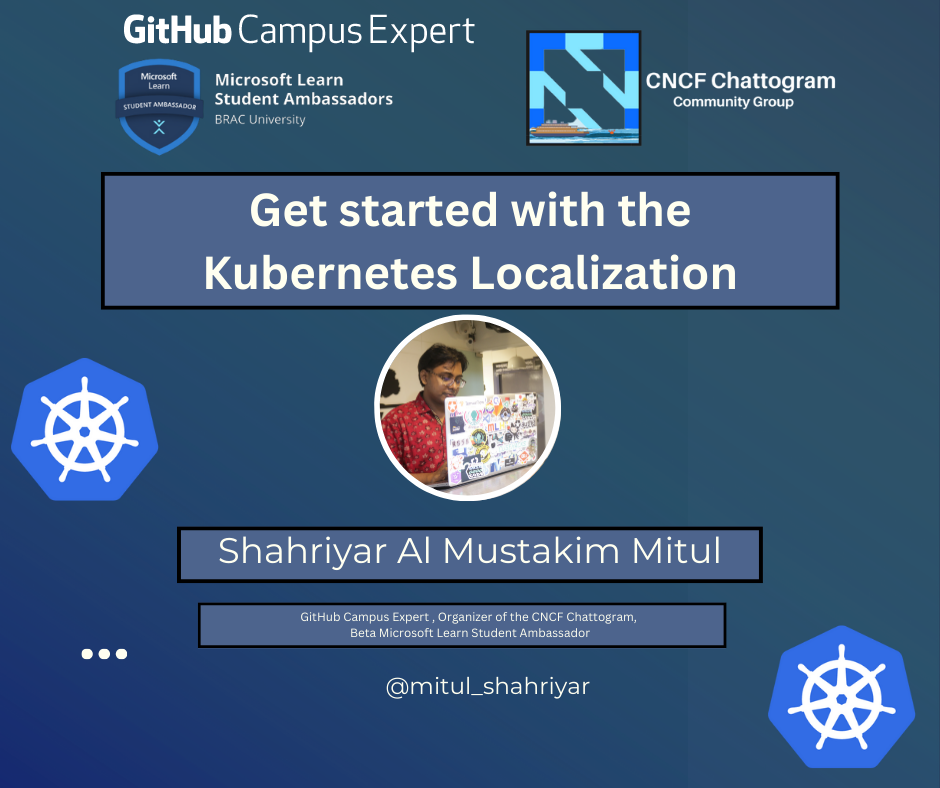 GitHub Campus Expert
Microsoft
Learn
STUDENT AMBASSADOR
Microsoft Learn
Student Ambassadors
BRAC University
CNCF Chattogram
Community Group
Get started with the
Kubernetes Localization
Shahriyar Al Mustakim Mitul
GitHub Campus Expert , Organizer of the CNCF Chattogram,
Beta Microsoft Learn Student Ambassador
@mitul_shahriyar